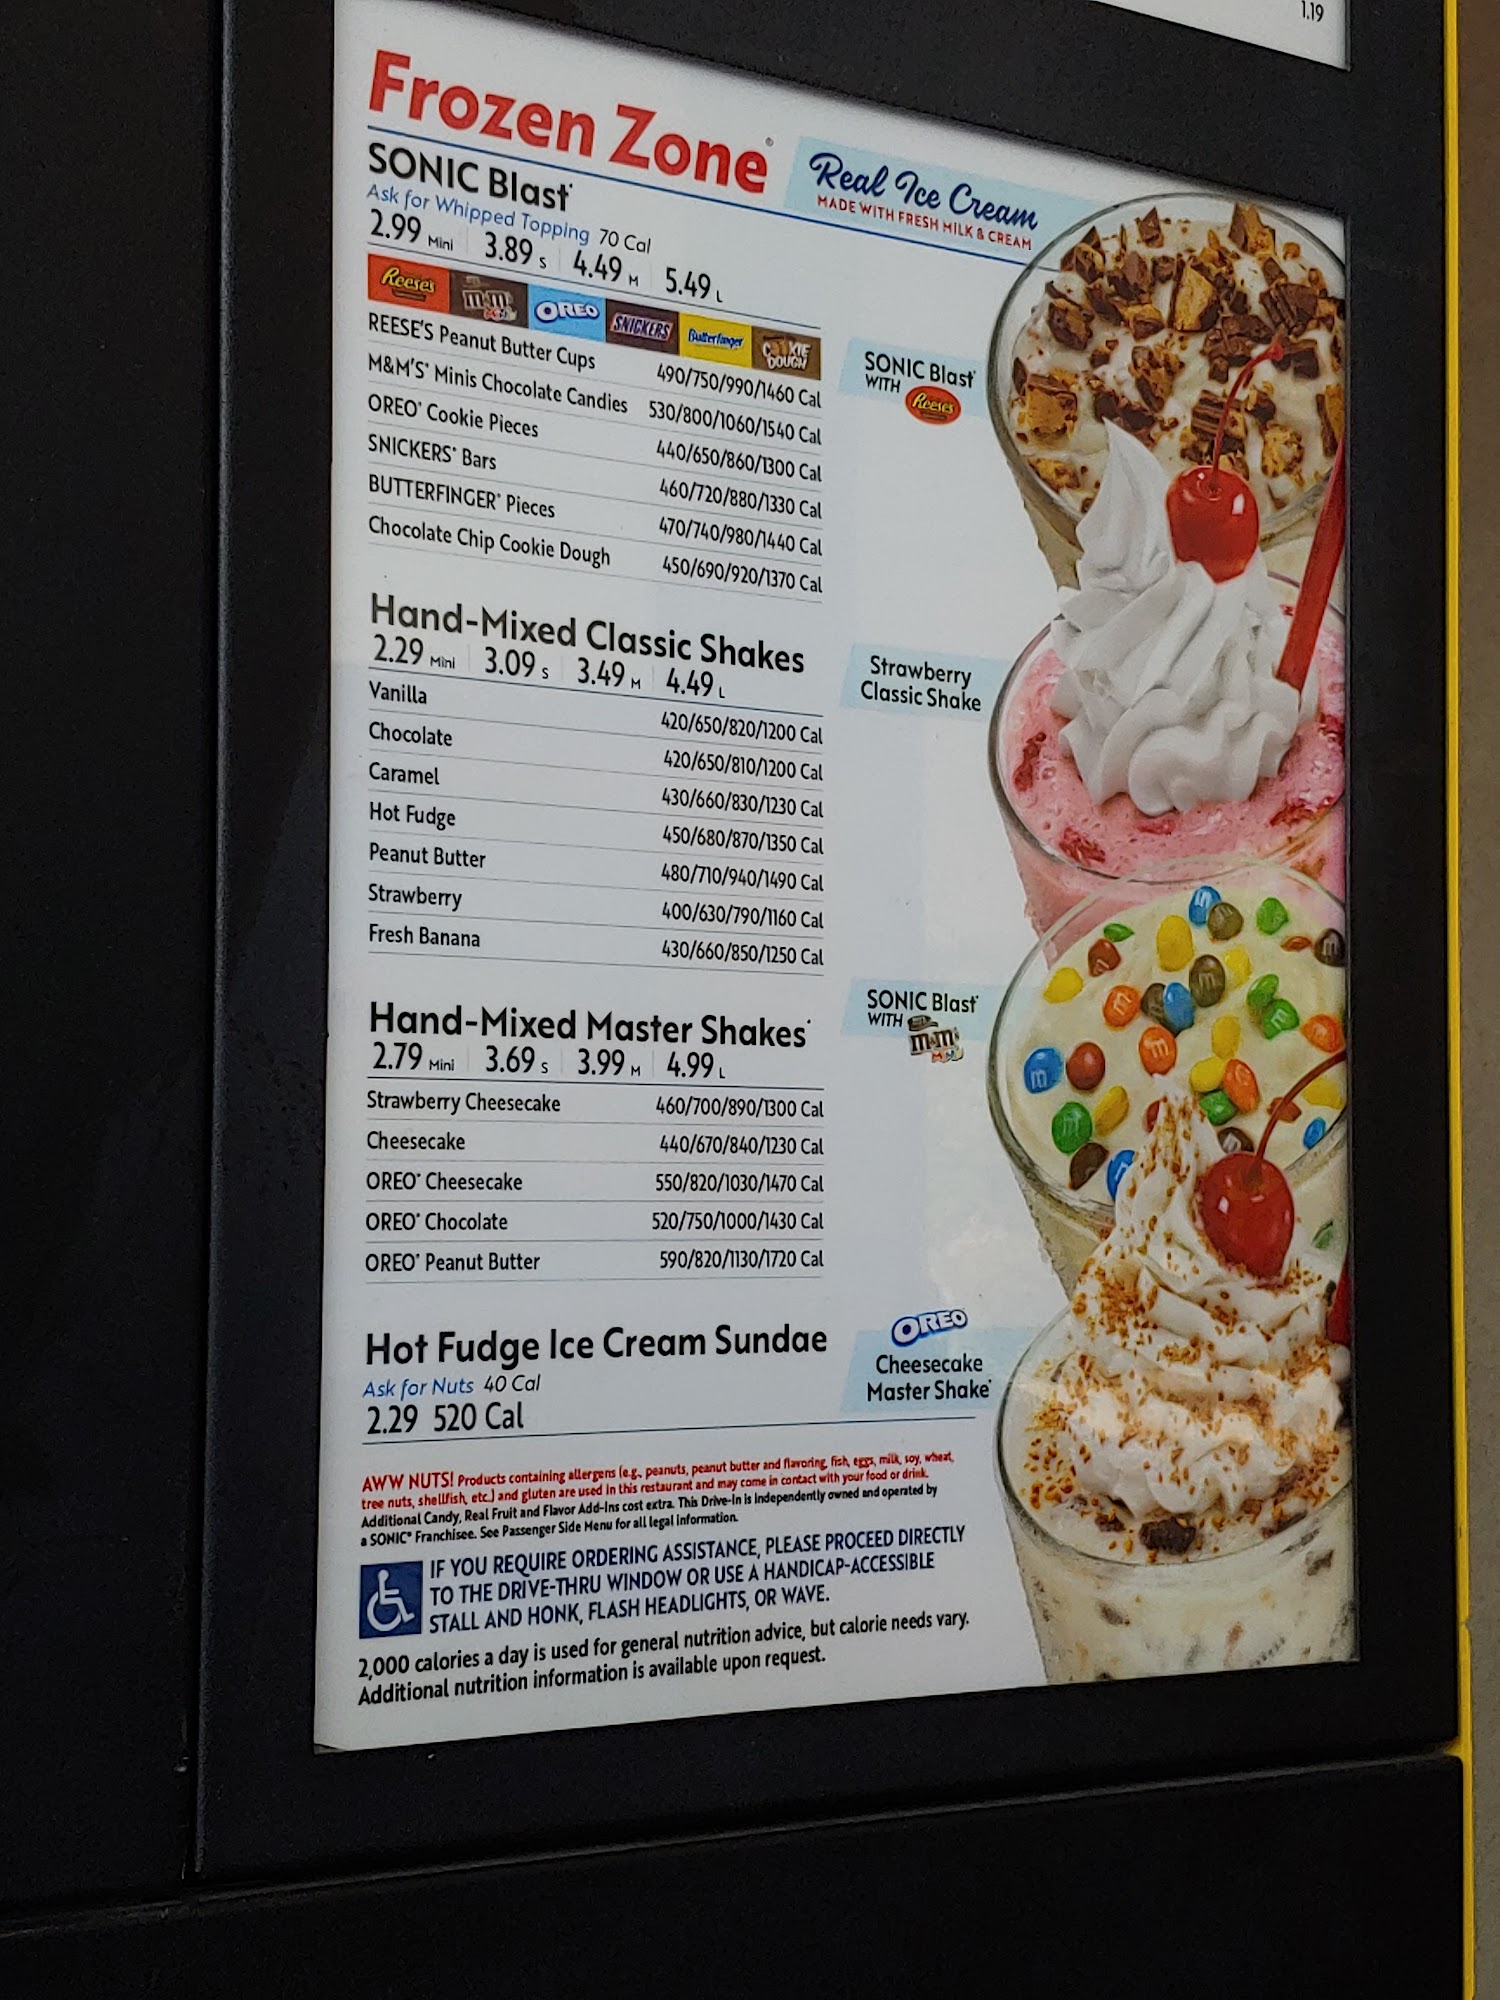 1.19
Frozen Zone®
Real Ice Cream
MADE WITH FRESH MILK & CREAM
SONIC Blast®
Ask for Whipped Topping 70 Cal
2.99 Mini 3.89 S 4.49 M 5.49 L
Reese's m&m's MINIS OREO SNICKERS Butterfinger COOKIE DOUGH
REESE'S Peanut Butter Cups 490/750/990/1460 Cal
M&M'S® Minis Chocolate Candies 530/800/1060/1540 Cal
OREO® Cookie Pieces 440/650/860/1300 Cal
SNICKERS® Bars 460/720/880/1330 Cal
BUTTERFINGER® Pieces 470/740/980/1440 Cal
Chocolate Chip Cookie Dough 450/690/920/1370 Cal
SONIC Blast®
WITH Reese's
Hand-Mixed Classic Shakes
2.29 Mini 3.09 S 3.49 M 4.49 L
Vanilla 420/650/820/1200 Cal
Chocolate 420/650/810/1200 Cal
Caramel 430/660/830/1230 Cal
Hot Fudge 450/680/870/1350 Cal
Peanut Butter 480/710/940/1490 Cal
Strawberry 400/630/790/1160 Cal
Fresh Banana 430/660/850/1250 Cal
Strawberry
Classic Shake
Hand-Mixed Master Shakes®
2.79 Mini 3.69 S 3.99 M 4.99 L
Strawberry Cheesecake 460/700/890/1300 Cal
Cheesecake 440/670/840/1230 Cal
OREO® Cheesecake 550/820/1030/1470 Cal
OREO® Chocolate 520/750/1000/1430 Cal
OREO® Peanut Butter 590/820/1130/1720 Cal
SONIC Blast®
WITH m&m's MINIS
Hot Fudge Ice Cream Sundae
Ask for Nuts 40 Cal
2.29 520 Cal
OREO
Cheesecake
Master Shake®
AWW NUTS! Products containing allergens (e.g., peanuts, peanut butter and flavoring, fish, eggs, milk, soy, wheat,
tree nuts, shellfish, etc.) and gluten are used in this restaurant and may come in contact with your food or drink.
Additional Candy, Real Fruit and Flavor Add-Ins cost extra. This Drive-In is independently owned and operated by
a SONIC® Franchisee. See Passenger Side Menu for all legal information.
IF YOU REQUIRE ORDERING ASSISTANCE, PLEASE PROCEED DIRECTLY
TO THE DRIVE-THRU WINDOW OR USE A HANDICAP-ACCESSIBLE
STALL AND HONK, FLASH HEADLIGHTS, OR WAVE.
2,000 calories a day is used for general nutrition advice, but calorie needs vary.
Additional nutrition information is available upon request.